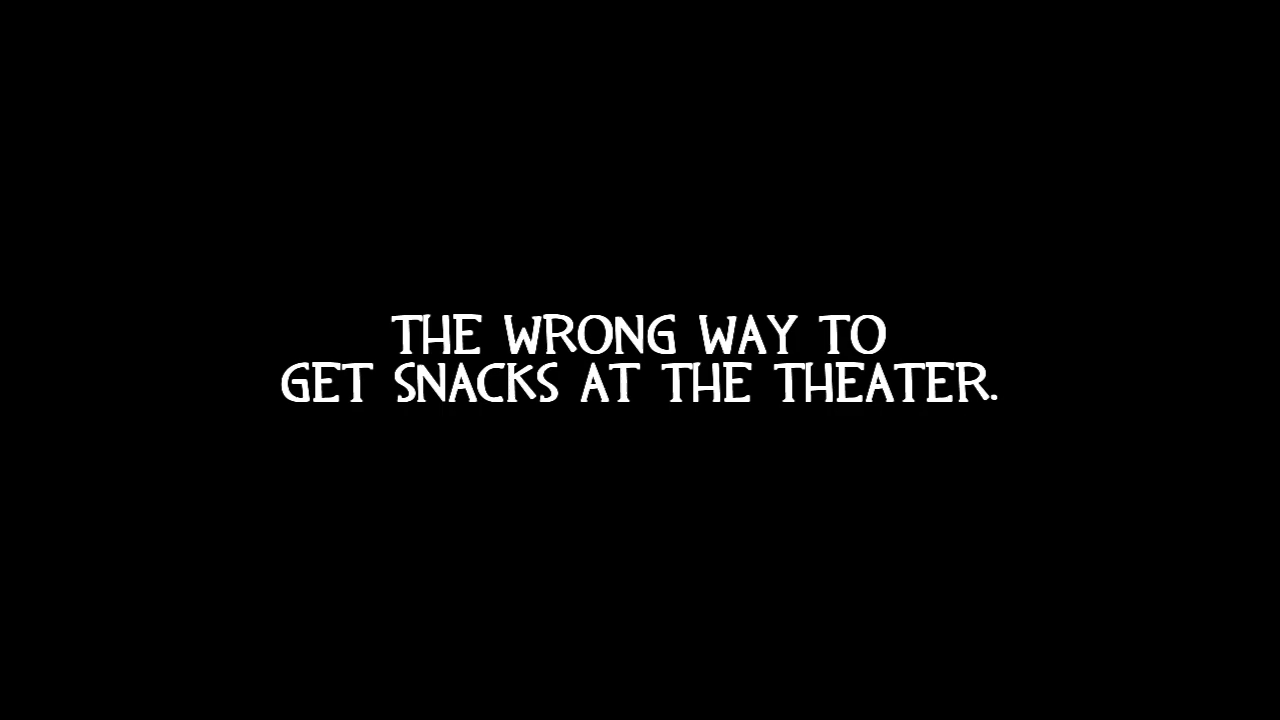 THE WRONG WAY TO
GET SNACKS AT THE THEATER.